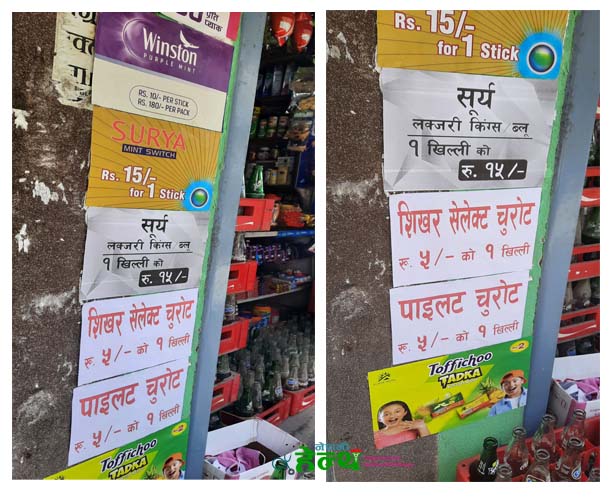 प्रति
प्याक
Winston
PURPLE MINT
RS. 10/- PER STICK
RS. 180/- PER PACK
SURYA
MINT SWITCH
Rs. 15/-
for 1 Stick
सूर्य
लक्जरी किंग्स ब्लू
१ खिल्ली को
रु. १५/-
शिखर सेलेक्ट चुरोट
रु. ५/- को १ खिल्ली
पाइलट चुरोट
रु. ५/- को १ खिल्ली
Toffichoo
TADKA
Rs. 15/-
for 1 Stick
सूर्य
लक्जरी किंग्स ब्लू
१ खिल्ली को
रु. १५/-
शिखर सेलेक्ट चुरोट
रु. ५/- को १ खिल्ली
पाइलट चुरोट
रु. ५/- को १ खिल्ली
Toffichoo
TADKA
नेपाली
हेल्थ